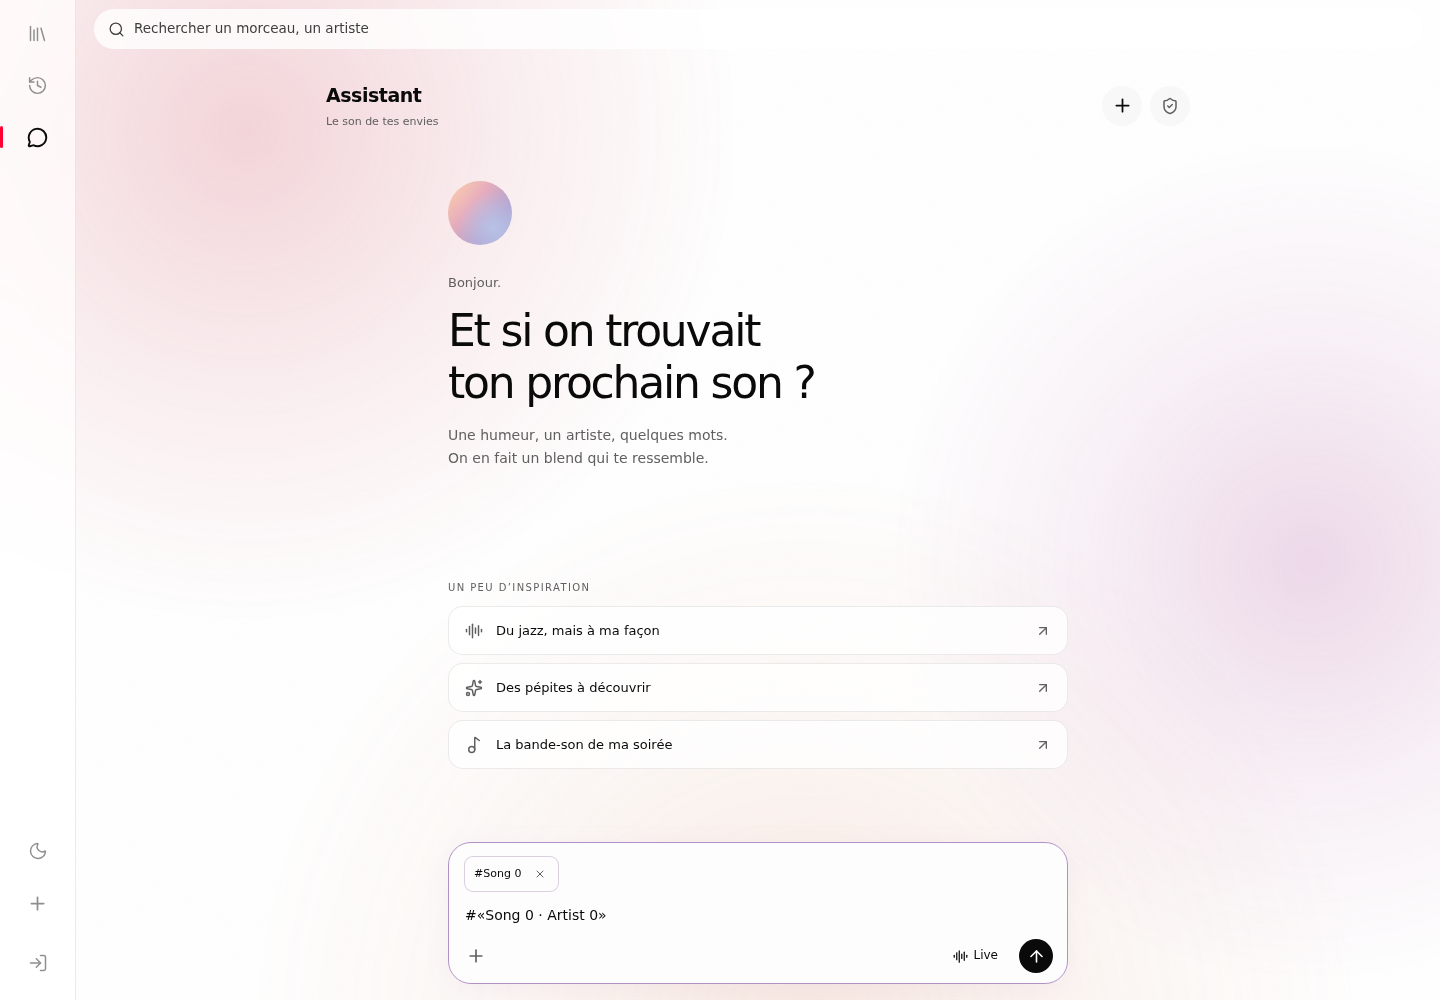 Rechercher un morceau, un artiste
Assistant
Le son de tes envies
Bonjour.
Et si on trouvait
ton prochain son ?
Une humeur, un artiste, quelques mots.
On en fait un blend qui te ressemble.
UN PEU D’INSPIRATION
Du jazz, mais à ma façon
Des pépites à découvrir
La bande-son de ma soirée
#Song 0
#«Song 0 · Artist 0»
Live